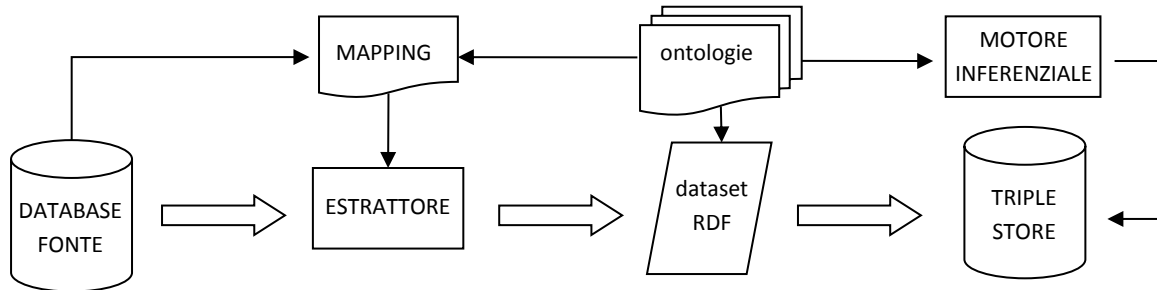 MAPPING
ontologie
MOTORE
INFERENZIALE
DATABASE
FONTE
ESTRATTORE
dataset
RDF
TRIPLE
STORE